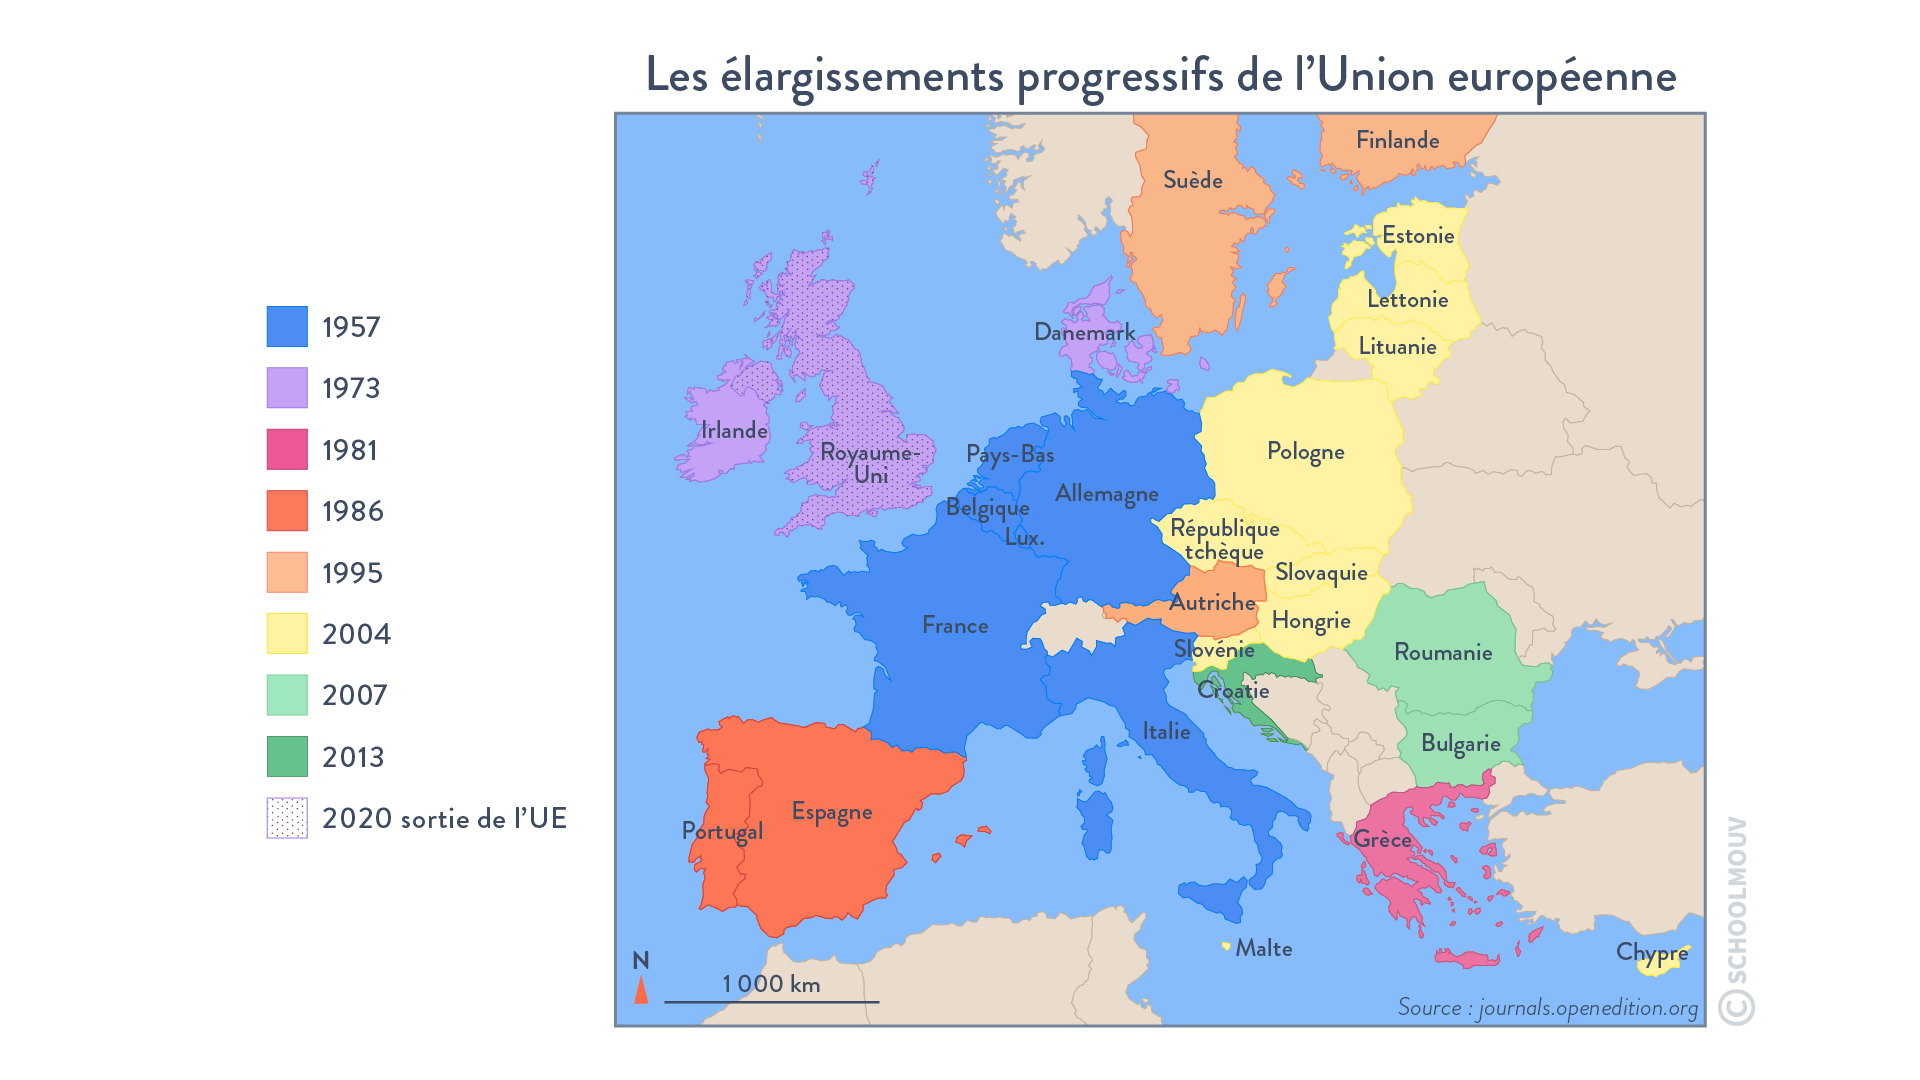 Les élargissements progressifs de l'Union européenne
1957
1973
1981
1986
1995
2004
2007
2013
2020 sortie de l'UE
Finlande
Suède
Estonie
Lettonie
Danemark
Lituanie
Irlande
Royaume-
Uni
Pays-Bas
Pologne
Allemagne
Belgique
République
tchèque
Lux.
Slovaquie
Autriche
France
Hongrie
Slovénie
Roumanie
Croatie
Italie
Bulgarie
Espagne
Portugal
Grèce
Malte
Chypre
N
1 000 km
Source : journals.openedition.org
© SCHOOLMOUV